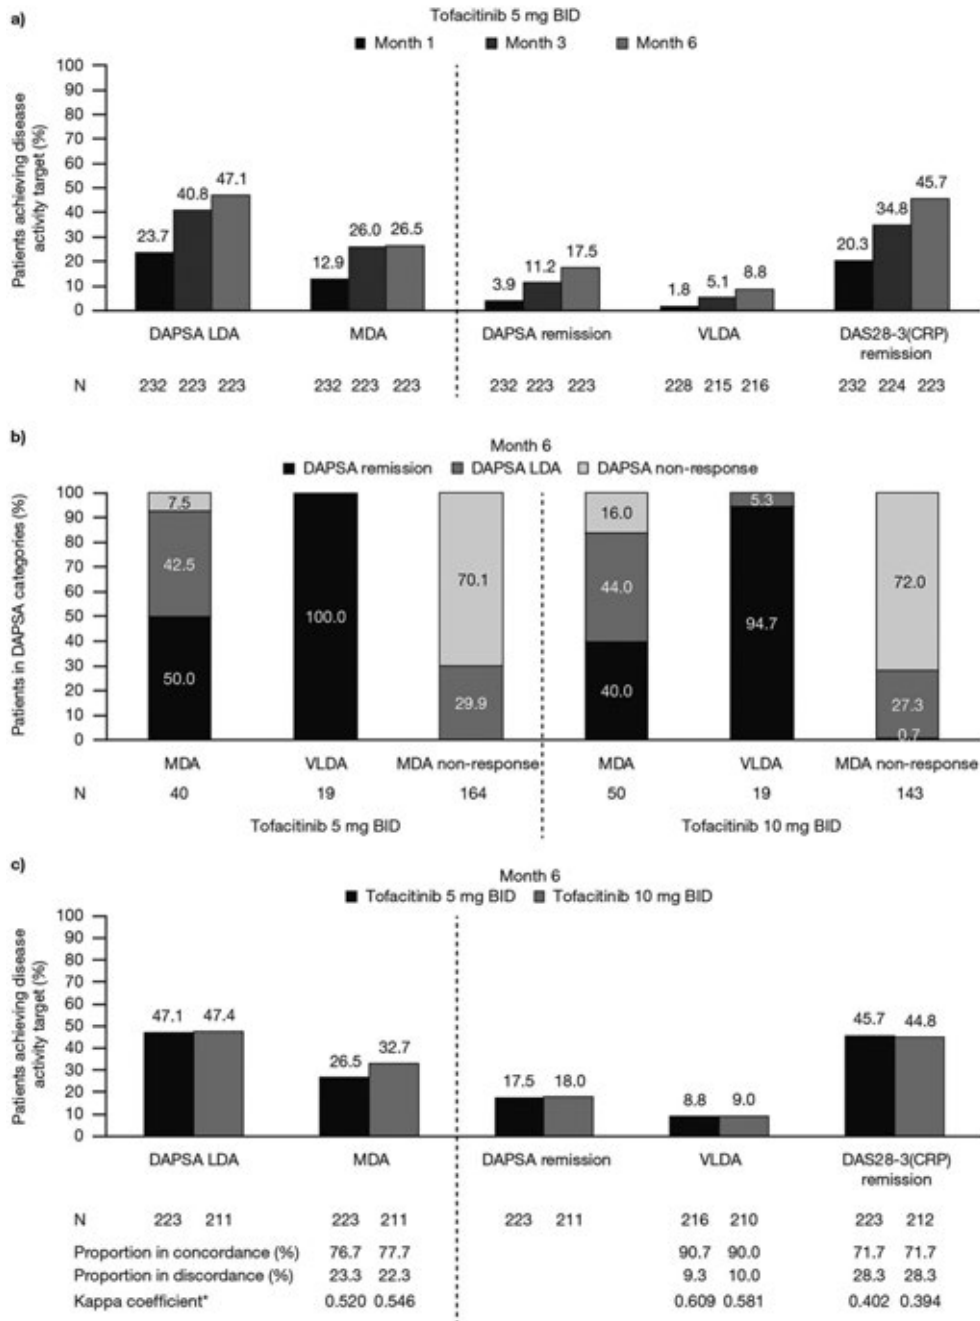 a)
Tofacitinib 5 mg BID
Month 1 Month 3 Month 6
Patients achieving disease
activity target (%)
100
90
80
70
60
50
40
30
20
10
0
23.7 40.8 47.1
12.9 26.0 26.5
3.9 11.2 17.5
1.8 5.1 8.8
20.3 34.8 45.7
DAPSA LDA MDA DAPSA remission VLDA DAS28-3(CRP)
remission
N 232 223 223 232 223 223 232 223 223 228 215 216 232 224 223
b)
Month 6
DAPSA remission DAPSA LDA DAPSA non-response
Patients in DAPSA categories (%)
100
90
80
70
60
50
40
30
20
10
0
7.5
42.5
50.0
100.0
70.1
29.9
16.0
44.0
40.0
5.3
94.7
72.0
27.3
0.7
MDA VLDA MDA non-response MDA VLDA MDA non-response
N 40 19 164 50 19 143
Tofacitinib 5 mg BID Tofacitinib 10 mg BID
c)
Month 6
Tofacitinib 5 mg BID Tofacitinib 10 mg BID
Patients achieving disease
activity target (%)
100
90
80
70
60
50
40
30
20
10
0
47.1 47.4
26.5 32.7
17.5 18.0
8.8 9.0
45.7 44.8
DAPSA LDA MDA DAPSA remission VLDA DAS28-3(CRP)
remission
N 223 211 223 211 223 211 216 210 223 212
Proportion in concordance (%) 76.7 77.7 90.7 90.0 71.7 71.7
Proportion in discordance (%) 23.3 22.3 9.3 10.0 28.3 28.3
Kappa coefficient* 0.520 0.546 0.609 0.581 0.402 0.394